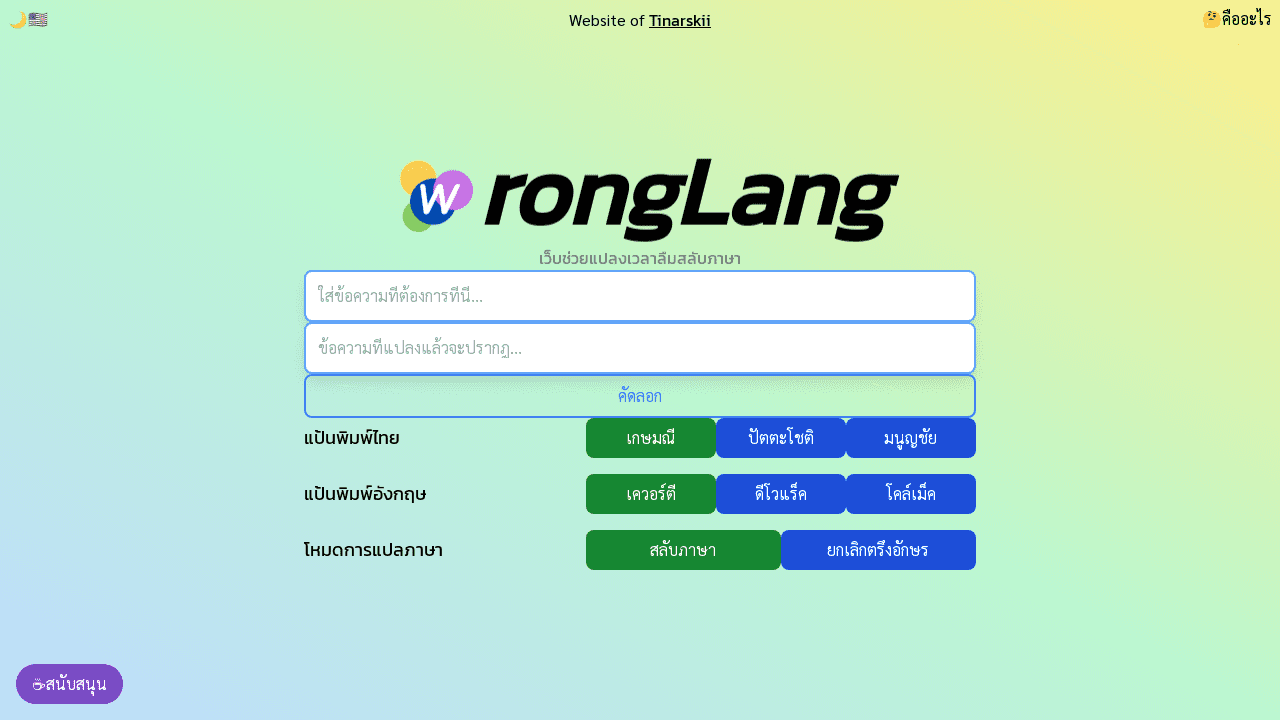 🌙🇺🇸
Website of Tinarskii
🤨คืออะไร
WrongLang
เว็บช่วยแปลงเวลาลืมสลับภาษา
ใส่ข้อความที่ต้องการที่นี่...
ข้อความที่แปลงแล้วจะปรากฏ...
คัดลอก
แป้นพิมพ์ไทย เกษมณี ปัตตะโชติ มนูญชัย
แป้นพิมพ์อังกฤษ เควอร์ตี ดีโวแร็ค โคล์เม็ค
โหมดการแปลภาษา สลับภาษา ยกเลิกตรึงอักษร
☕สนับสนุน